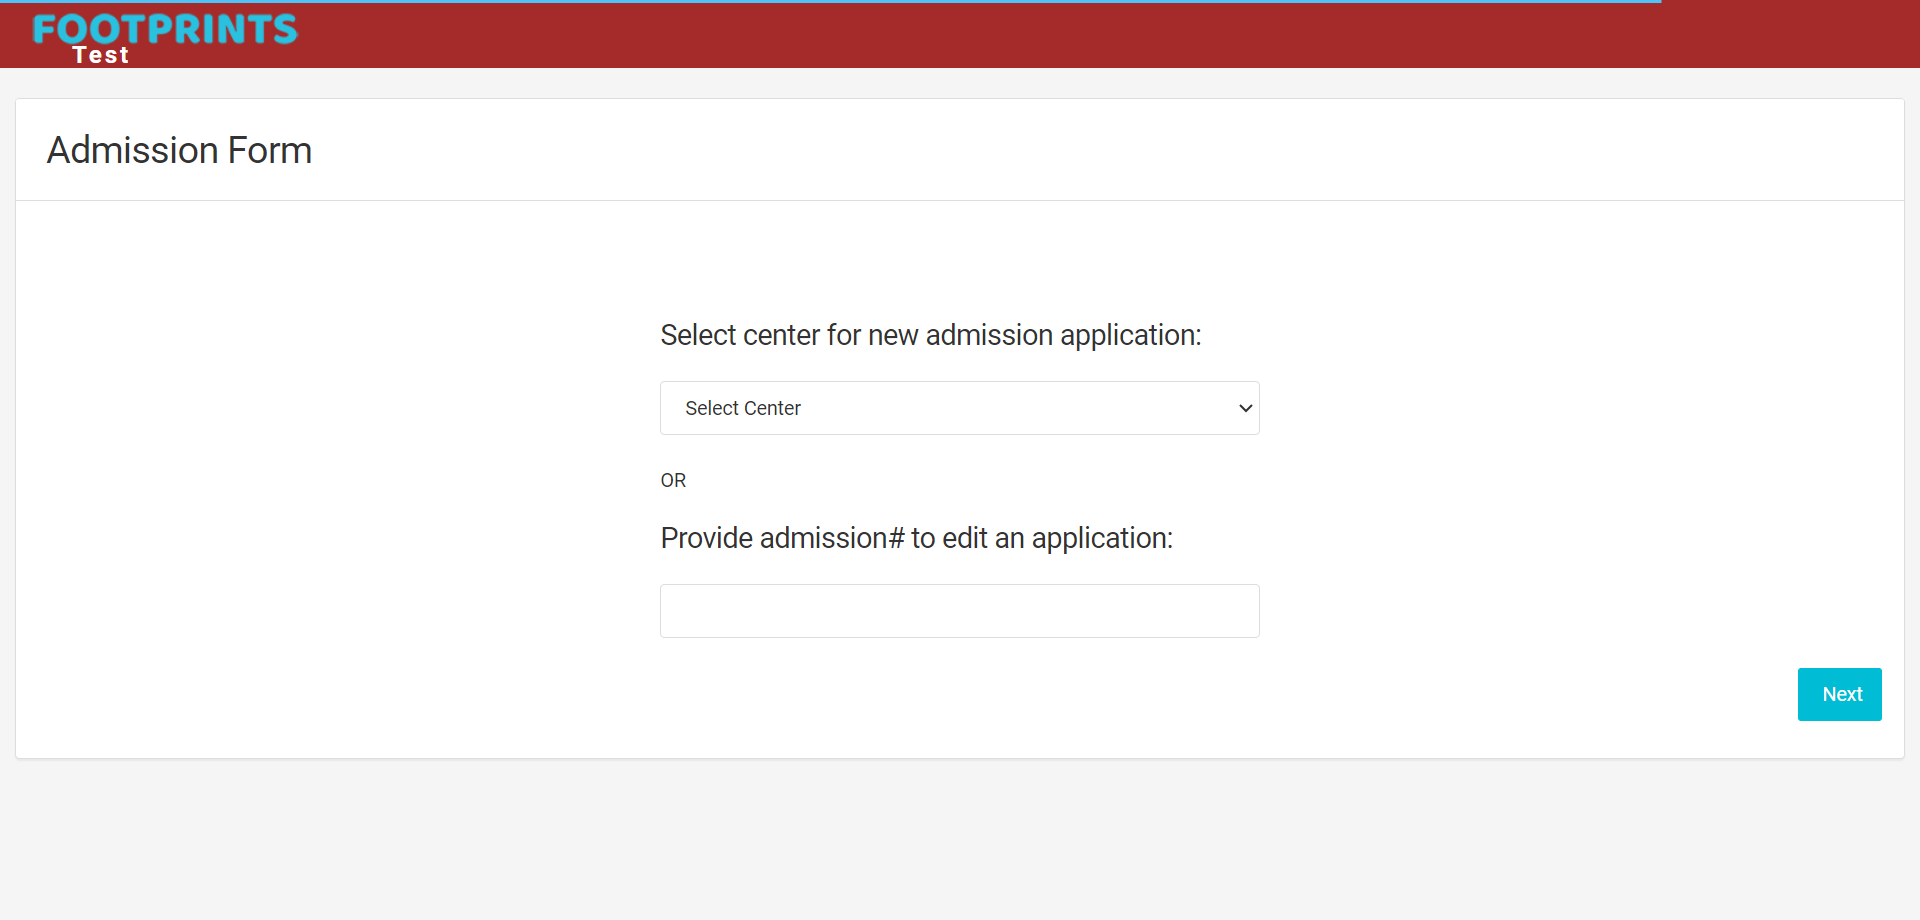 FOOTPRINTS
Test
Admission Form
Select center for new admission application:
Select Center
OR
Provide admission# to edit an application:
Next